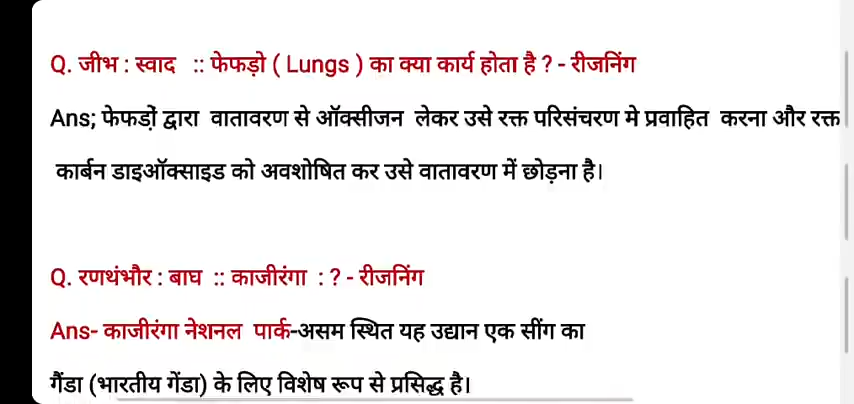 Q. जीभ : स्वाद :: फेफड़ो ( Lungs ) का क्या कार्य होता है ? - रीजनिंग
Ans; फेफडों़ द्वारा वातावरण से ऑक्सीजन लेकर उसे रक्त परिसंचरण मे प्रवाहित करना और रक्त
कार्बन डाइऑक्साइड को अवशोषित कर उसे वातावरण में छोड़ना है।
Q. रणथंभौर : बाघ :: काजीरंगा : ? - रीजनिंग
Ans- काजीरंगा नेशनल पार्क-असम स्थित यह उद्यान एक सींग का
गैंडा (भारतीय गेंडा) के लिए विशेष रूप से प्रसिद्ध है।